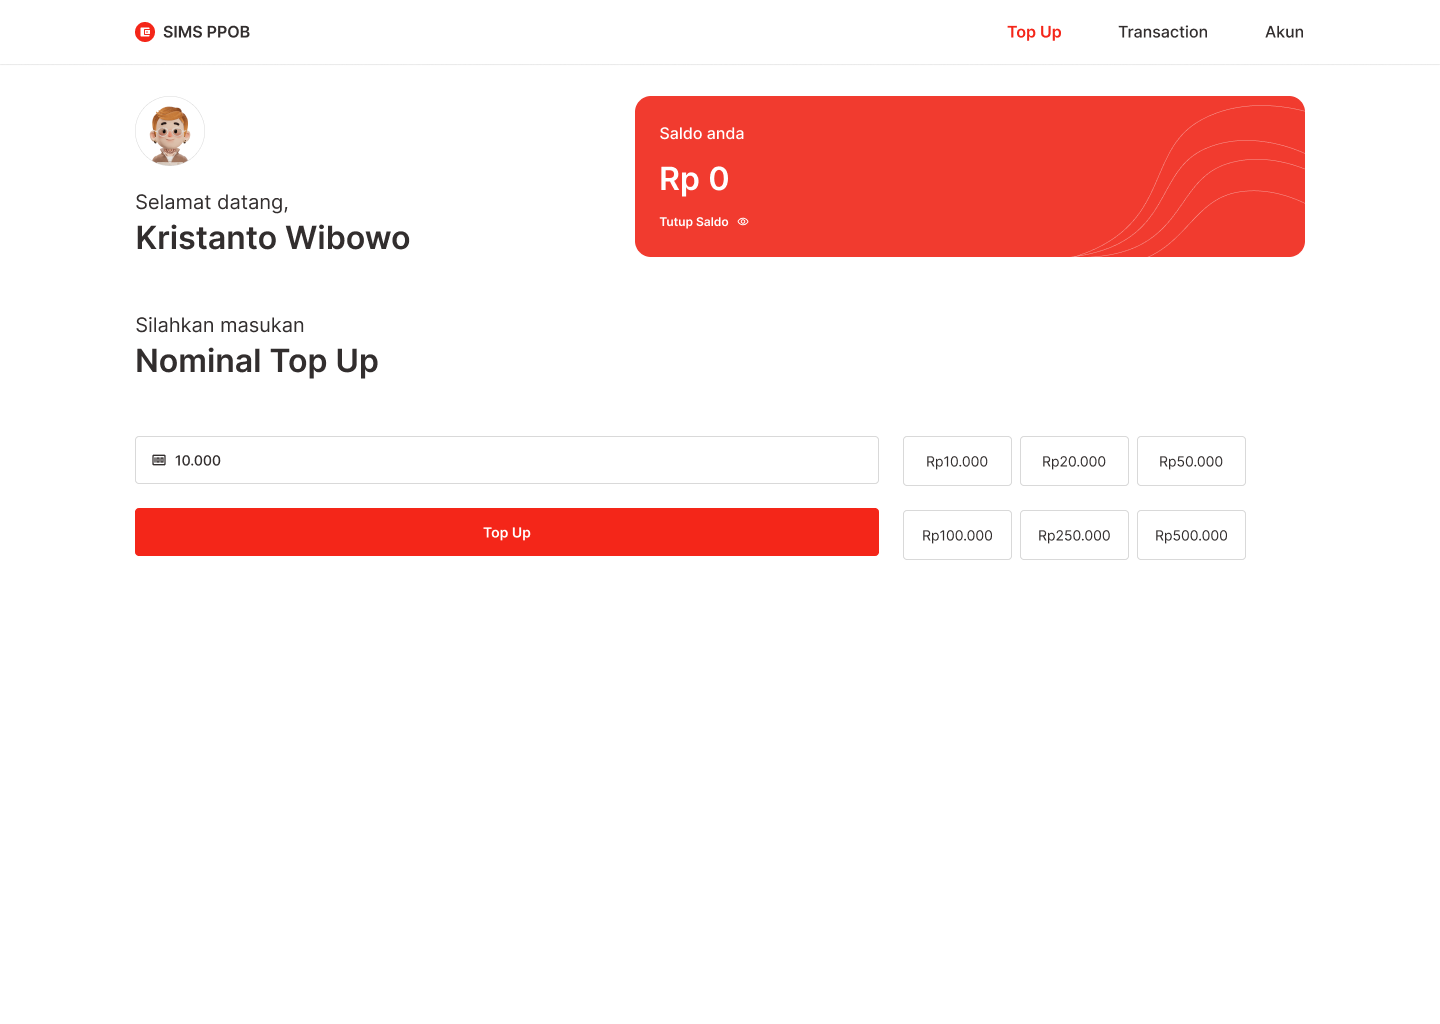 SIMS PPOB
Top Up
Transaction
Akun
Selamat datang,
Kristanto Wibowo
Saldo anda
Rp 0
Tutup Saldo
Silahkan masukan
Nominal Top Up
10.000
Top Up
Rp10.000
Rp20.000
Rp50.000
Rp100.000
Rp250.000
Rp500.000